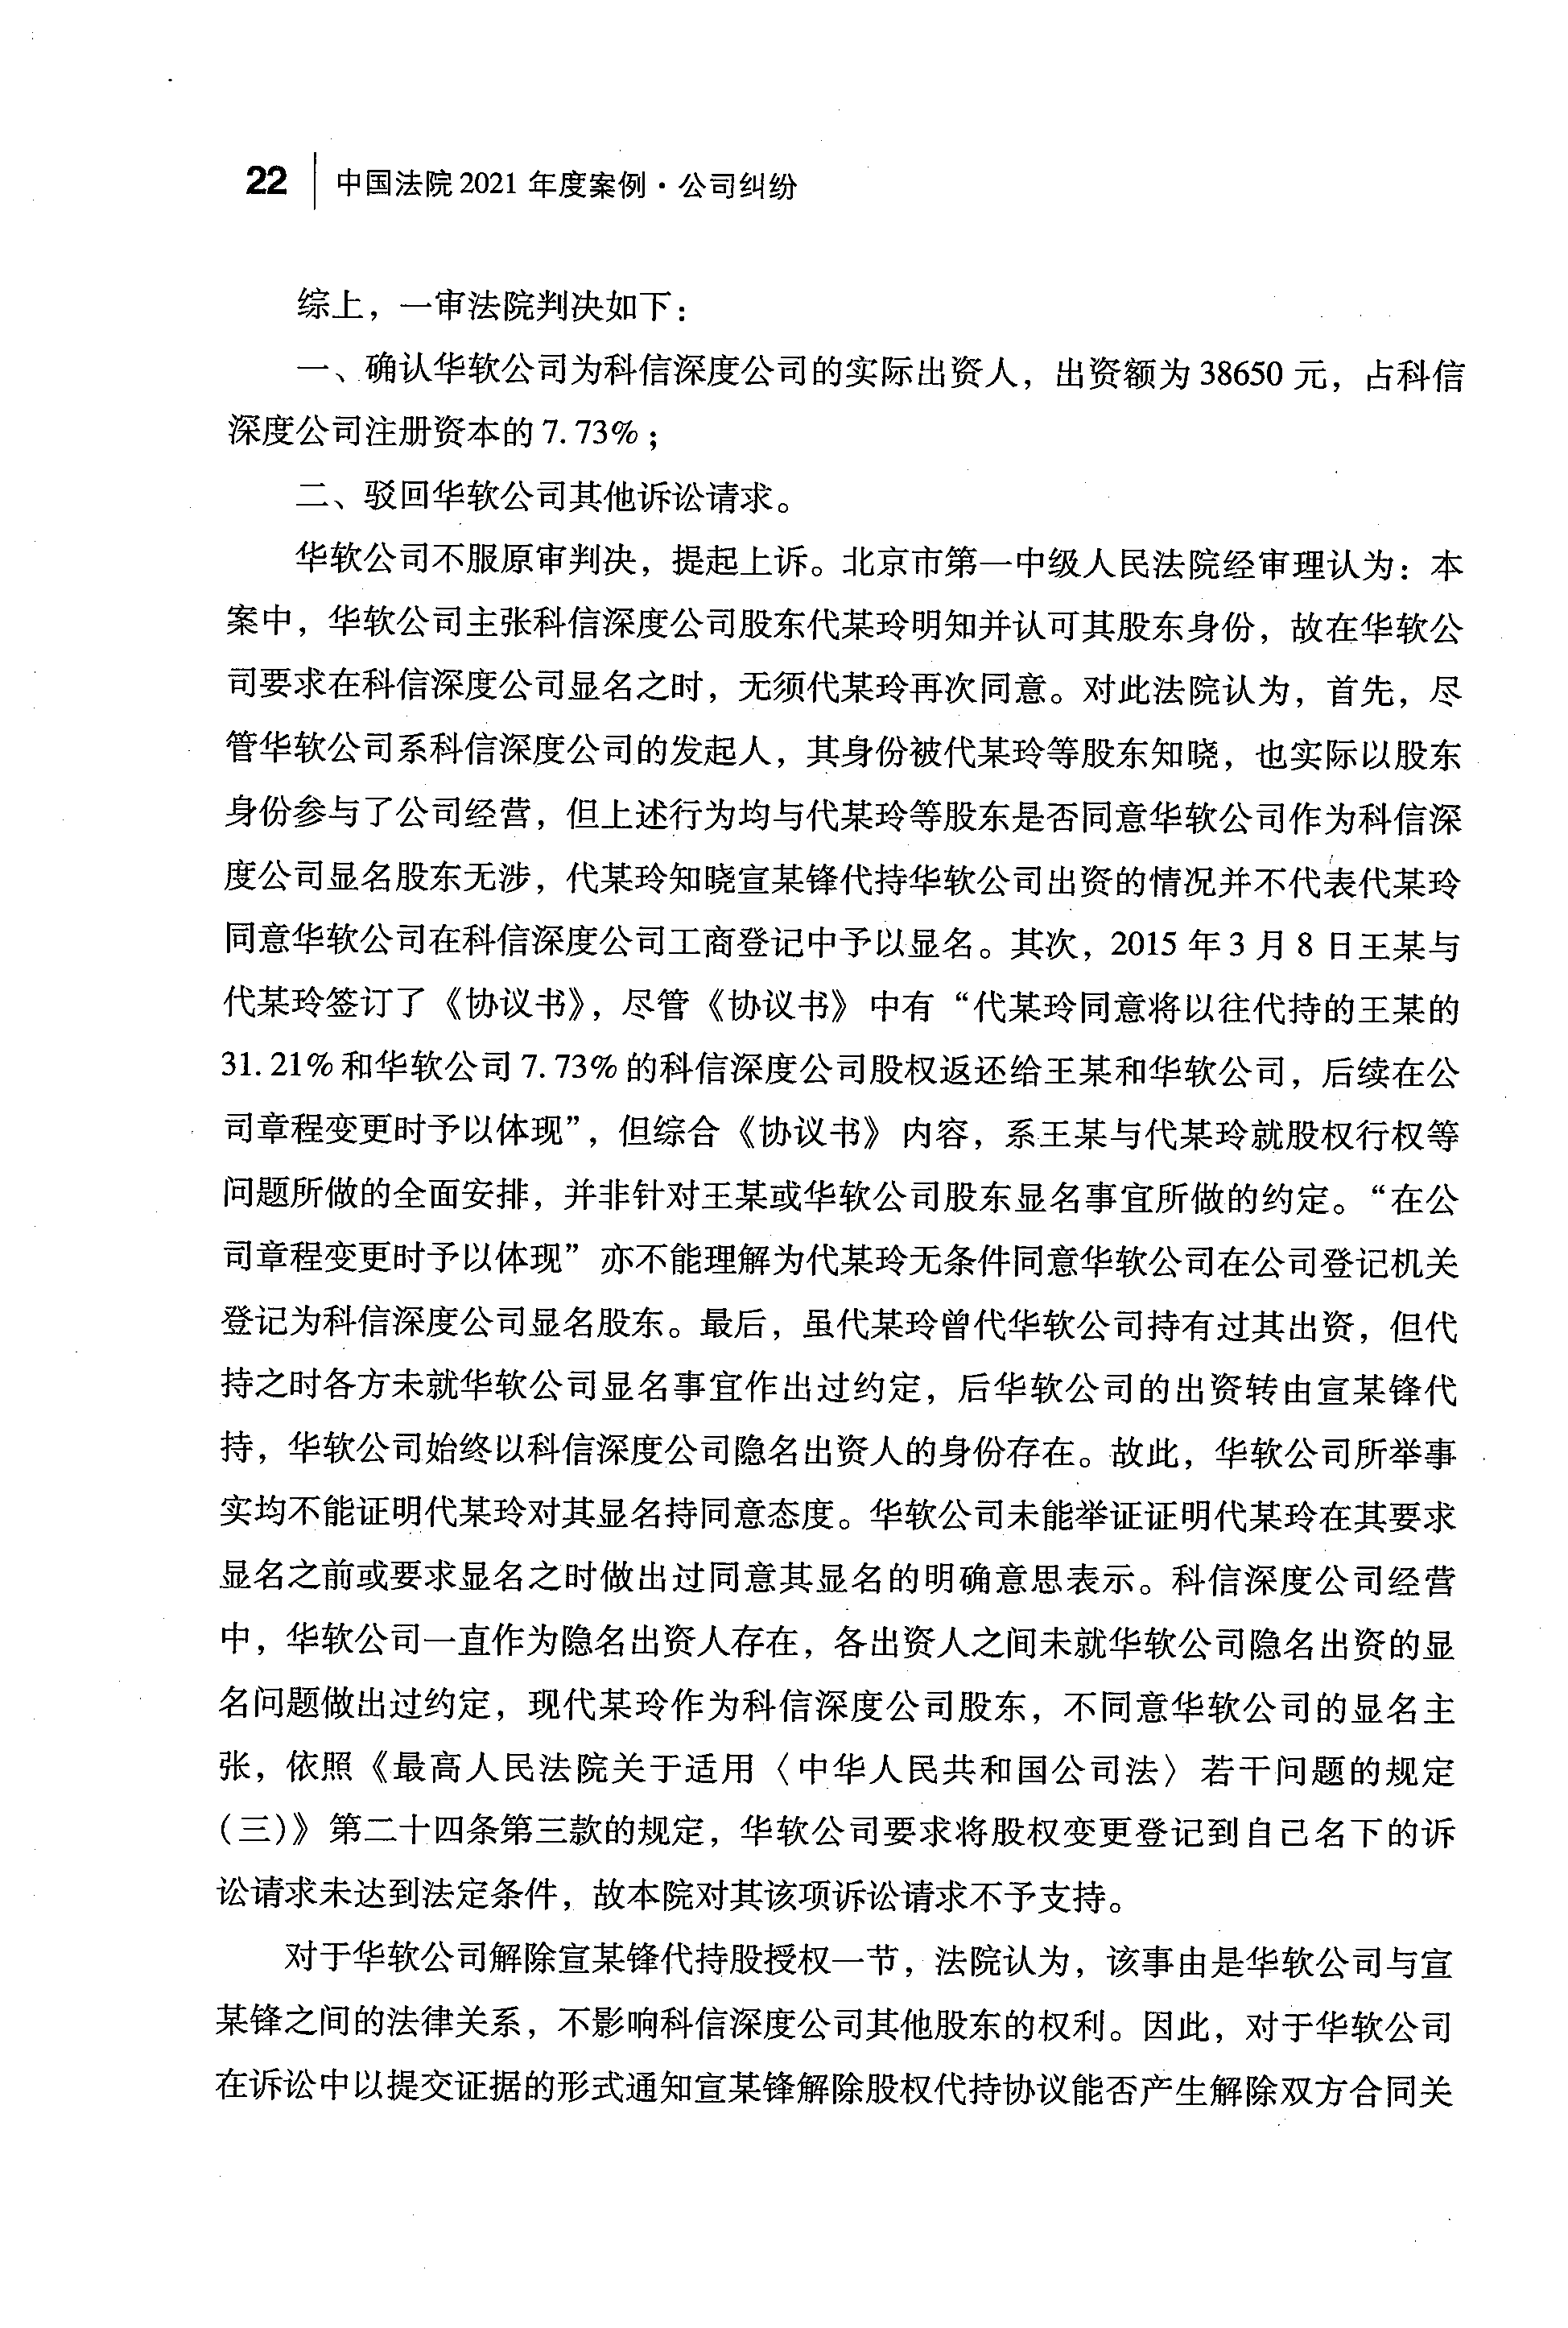 22 中国法院2021年度案例·公司纠纷
综上，一审法院判决如下：
一、确认华软公司为科信深度公司的实际出资人，出资额为38650元，占科信
深度公司注册资本的7.73%；
二、驳回华软公司其他诉讼请求。
华软公司不服原审判决，提起上诉。北京市第一中级人民法院经审理认为：本
案中，华软公司主张科信深度公司股东代某玲明知并认可其股东身份，故在华软公
司要求在科信深度公司显名之时，无须代某玲再次同意。对此法院认为，首先，尽
管华软公司系科信深度公司的发起人，其身份被代某玲等股东知晓，也实际以股东
身份参与了公司经营，但上述行为均与代某玲等股东是否同意华软公司作为科信深
度公司显名股东无涉，代某玲知晓宣某锋代持华软公司出资的情况并不代表代某玲
同意华软公司在科信深度公司工商登记中予以显名。其次，2015年3月8日王某与
代某玲签订了《协议书》，尽管《协议书》中有“代某玲同意将以往代持的王某的
31.21%和华软公司7.73%的科信深度公司股权返还给王某和华软公司，后续在公
司章程变更时予以体现”，但综合《协议书》内容，系王某与代某玲就股权行权等
问题所做的全面安排，并非针对王某或华软公司股东显名事宜所做的约定。“在公
司章程变更时予以体现”亦不能理解为代某玲无条件同意华软公司在公司登记机关
登记为科信深度公司显名股东。最后，虽代某玲曾代华软公司持有过其出资，但代
持之时各方未就华软公司显名事宜作出过约定，后华软公司的出资转由宣某锋代
持，华软公司始终以科信深度公司隐名出资人的身份存在。故此，华软公司所举事
实均不能证明代某玲对其显名持同意态度。华软公司未能举证证明代某玲在其要求
显名之前或要求显名之时做出过同意其显名的明确意思表示。科信深度公司经营
中，华软公司一直作为隐名出资人存在，各出资人之间未就华软公司隐名出资的显
名问题做出过约定，现代某玲作为科信深度公司股东，不同意华软公司的显名主
张，依照《最高人民法院关于适用〈中华人民共和国公司法〉若干问题的规定
（三）》第二十四条第三款的规定，华软公司要求将股权变更登记到自己名下的诉
讼请求未达到法定条件，故本院对其该项诉讼请求不予支持。
对于华软公司解除宣某锋代持股授权一节，法院认为，该事由是华软公司与宣
某锋之间的法律关系，不影响科信深度公司其他股东的权利。因此，对于华软公司
在诉讼中以提交证据的形式通知宣某锋解除股权代持协议能否产生解除双方合同关